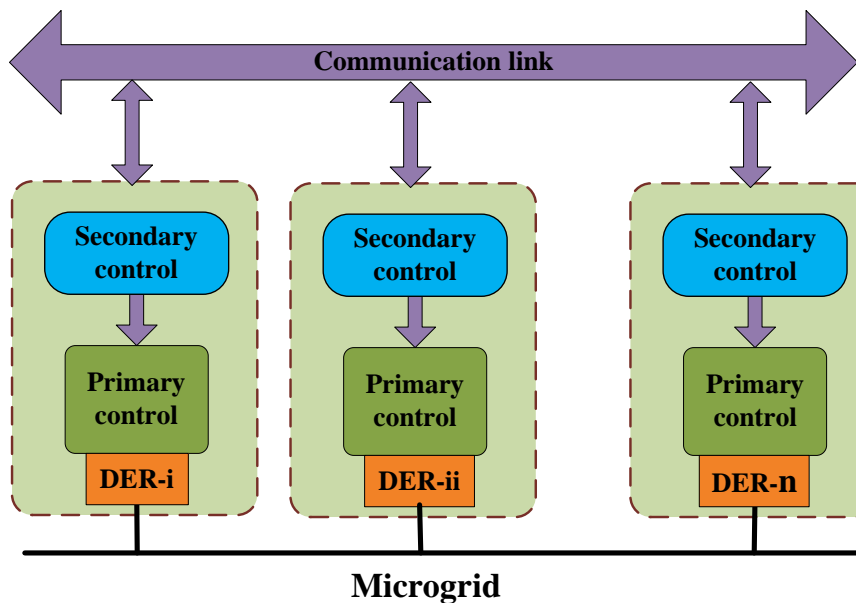 Communication link
Secondary
control
Primary
control
DER-i
Secondary
control
Primary
control
DER-ii
Secondary
control
Primary
control
DER-n
Microgrid